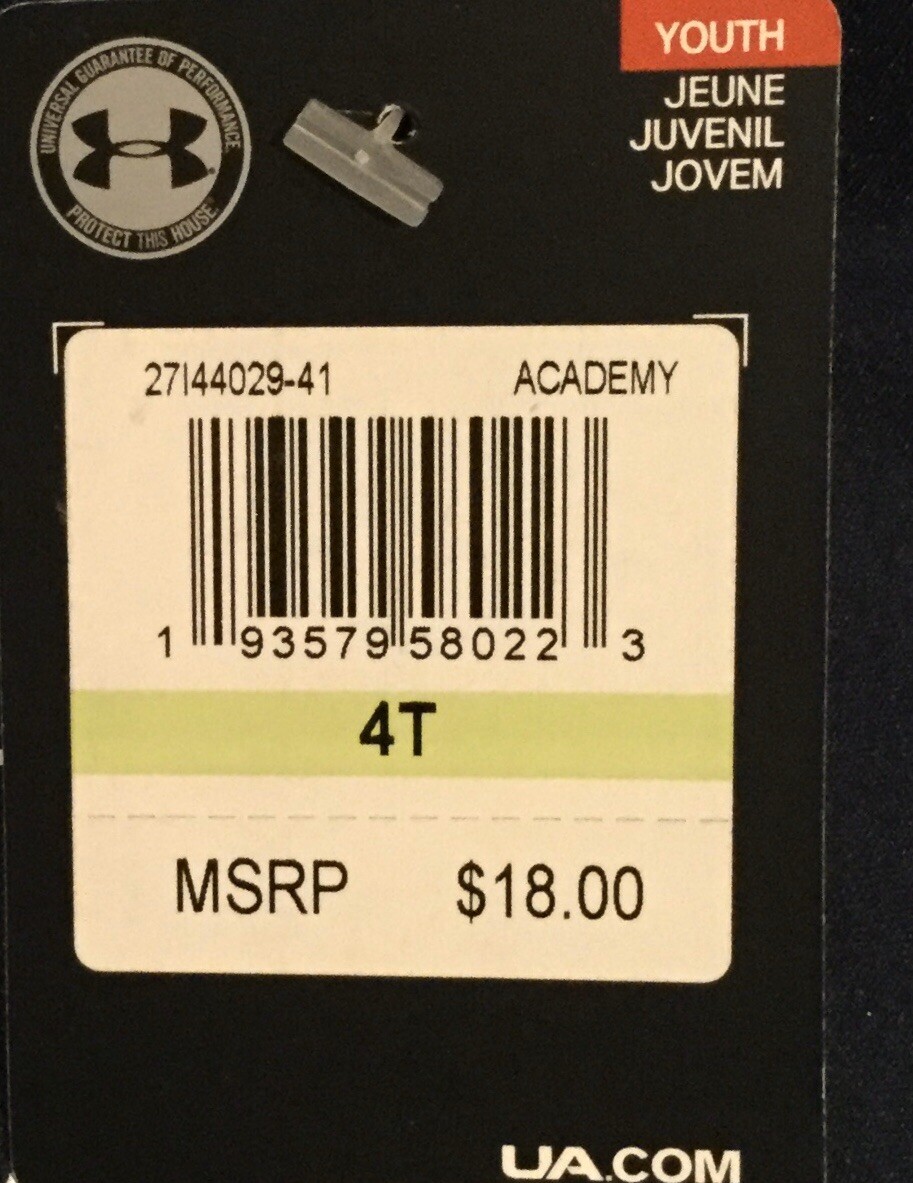 UNIVERSAL GUARANTEE OF PERFORMANCE.
PROTECT THIS HOUSE.
YOUTH
JEUNE
JUVENIL
JOVEM
27I44029-41 ACADEMY
1 93579 58022 3
4T
MSRP $18.00
UA.COM